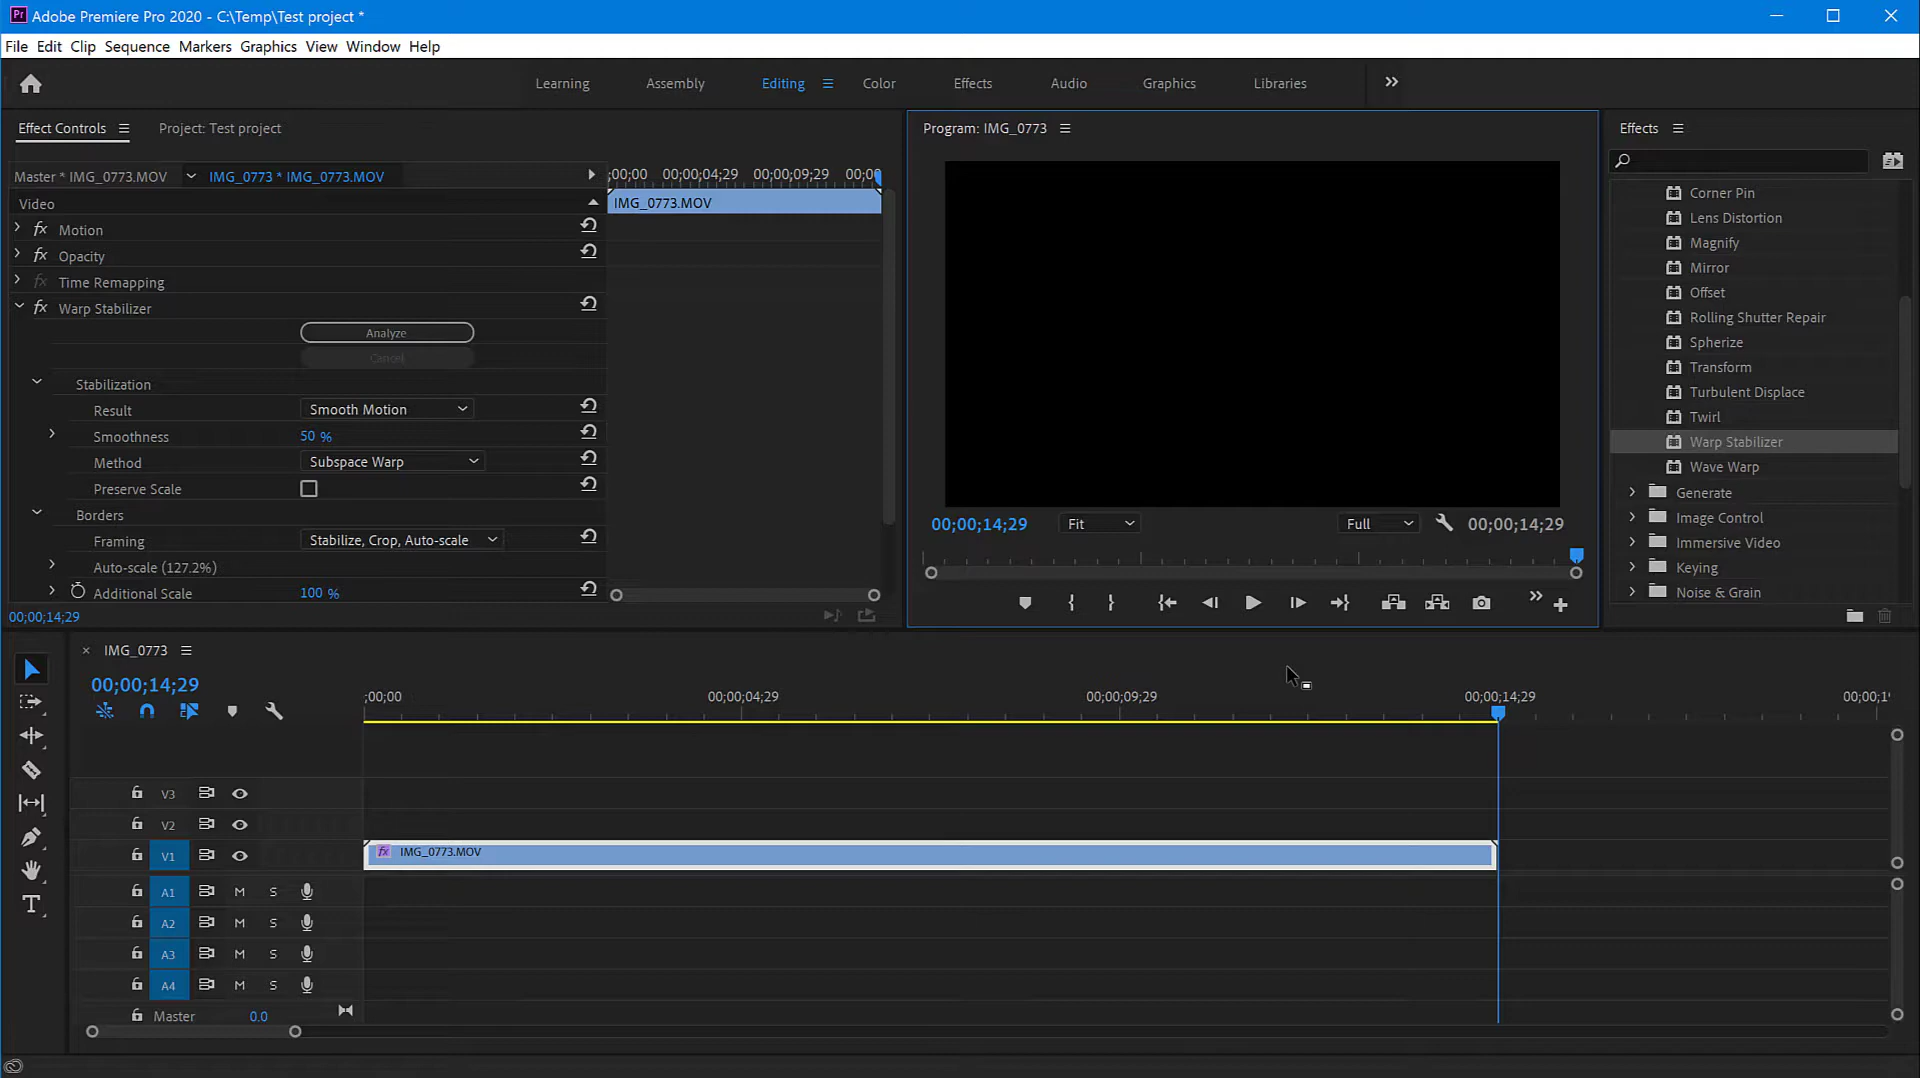 Adobe Premiere Pro 2020 - C:\Temp\Test project *
File Edit Clip Sequence Markers Graphics View Window Help
Learning Assembly Editing Color Effects Audio Graphics Libraries
Effect Controls Project: Test project
Master * IMG_0773.MOV IMG_0773 * IMG_0773.MOV
;00;00 00;00;04;29 00;00;09;29 00;00
Video
IMG_0773.MOV
fx Motion
fx Opacity
fx Time Remapping
fx Warp Stabilizer
Analyze
Cancel
Stabilization
Result Smooth Motion
Smoothness 50 %
Method Subspace Warp
Preserve Scale
Borders
Framing Stabilize, Crop, Auto-scale
Auto-scale (127.2%)
Additional Scale 100 %
00;00;14;29
Program: IMG_0773
00;00;14;29 Fit Full 00;00;14;29
Effects
Corner Pin
Lens Distortion
Magnify
Mirror
Offset
Rolling Shutter Repair
Spherize
Transform
Turbulent Displace
Twirl
Warp Stabilizer
Wave Warp
Generate
Image Control
Immersive Video
Keying
Noise & Grain
IMG_0773
00;00;14;29
;00;00 00;00;04;29 00;00;09;29 00;00;14;29 00;00;1
V3
V2
V1
fx IMG_0773.MOV
A1 M S
A2 M S
A3 M S
A4 M S
Master 0.0